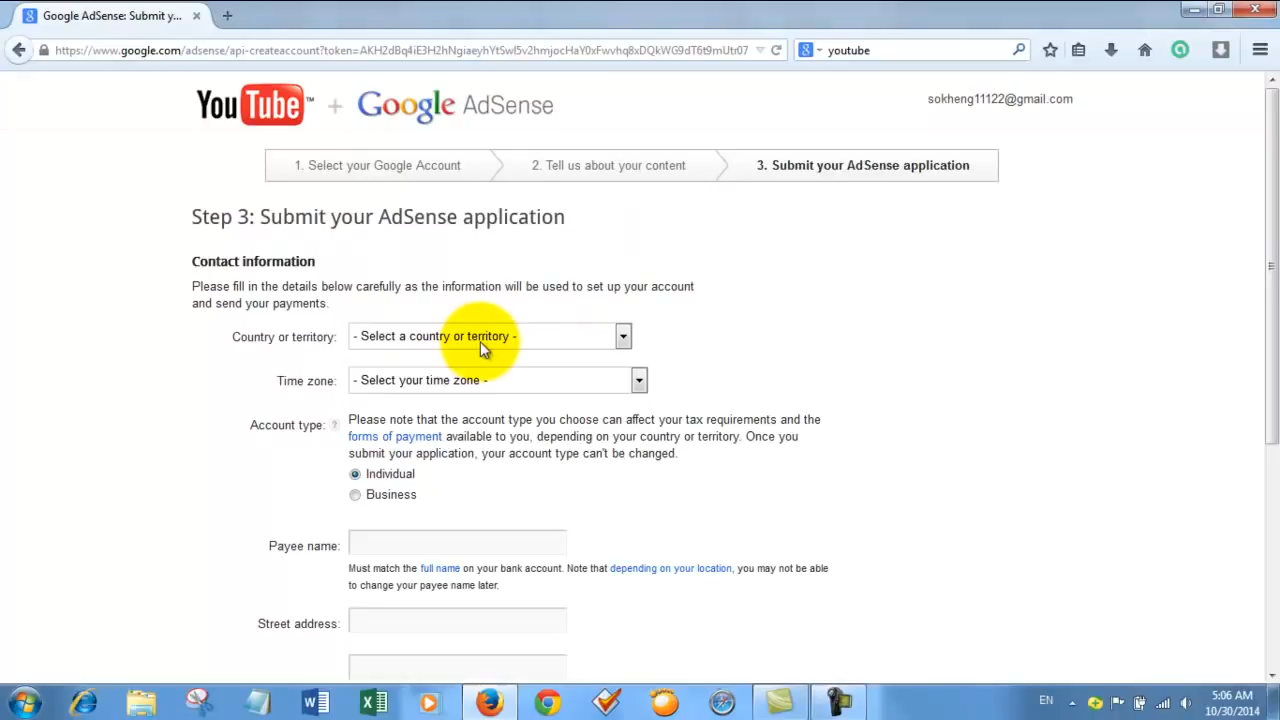 Google AdSense: Submit y...
https://www.google.com/adsense/api-createaccount?token=AKH2dBq4iE3H2hNgiaeyhYtSwl5v2hmjocHaY0xFwvhq8xDQkWG9dT6t9mUtr07
youtube
YouTube™ + Google AdSense
sokheng11122@gmail.com
1. Select your Google Account
2. Tell us about your content
3. Submit your AdSense application
Step 3: Submit your AdSense application
Contact information
Please fill in the details below carefully as the information will be used to set up your account
and send your payments.
Country or territory:
- Select a country or territory -
Time zone:
- Select your time zone -
Account type: ?
Please note that the account type you choose can affect your tax requirements and the
forms of payment available to you, depending on your country or territory. Once you
submit your application, your account type can't be changed.
Individual
Business
Payee name:
Must match the full name on your bank account. Note that depending on your location, you may not be able
to change your payee name later.
Street address:
EN
5:06 AM
10/30/2014